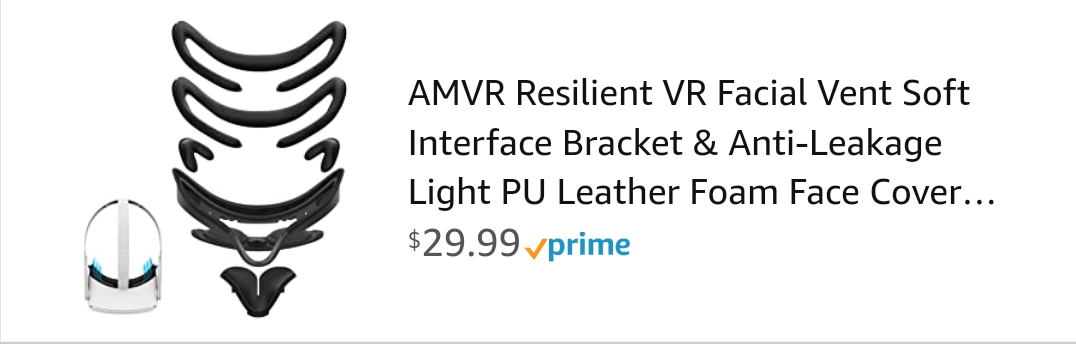 AMVR Resilient VR Facial Vent Soft
Interface Bracket & Anti-Leakage
Light PU Leather Foam Face Cover...
$29.99 prime